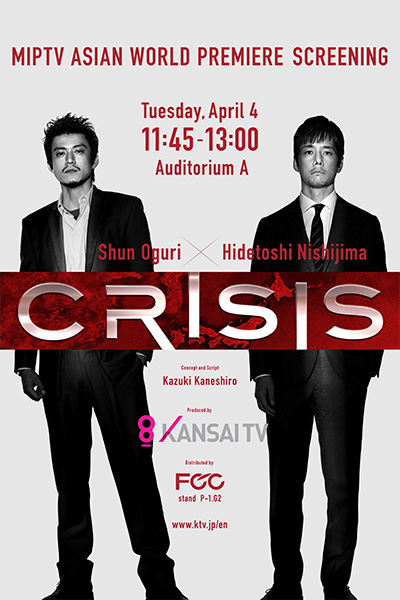 MIPTV ASIAN WORLD PREMIERE SCREENING
Tuesday, April 4
11:45-13:00
Auditorium A
Shun Oguri × Hidetoshi Nishijima
CRISIS
Concept and Script
Kazuki Kaneshiro
Produced by
8 KANSAI TV
Distributed by
FCC
stand P-1.G2
www.ktv.jp/en